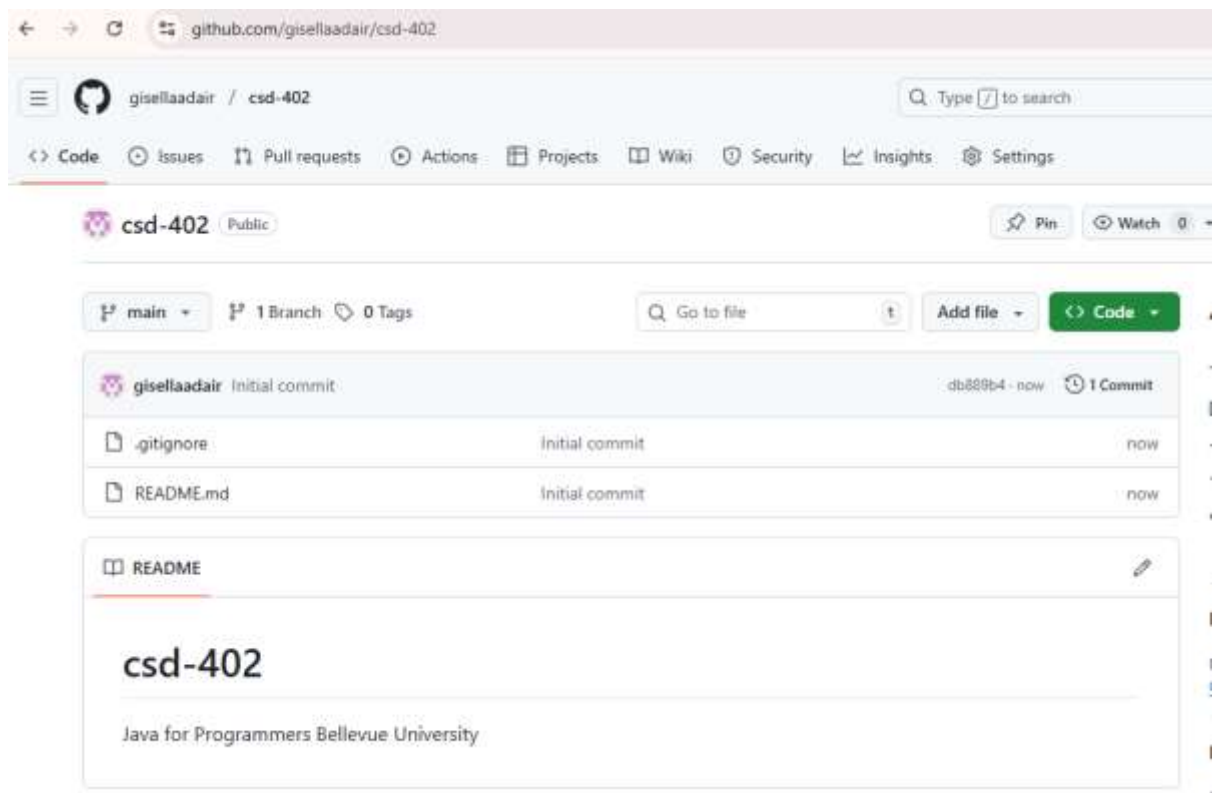 github.com/gisellaadair/csd-402
gisellaadair / csd-402
Type / to search
Code Issues Pull requests Actions Projects Wiki Security Insights Settings
csd-402 Public
Pin Watch 0
main 1 Branch 0 Tags Go to file t Add file Code
gisellaadair Initial commit db889b4 · now 1 Commit
.gitignore Initial commit now
README.md Initial commit now
README
csd-402
Java for Programmers Bellevue University